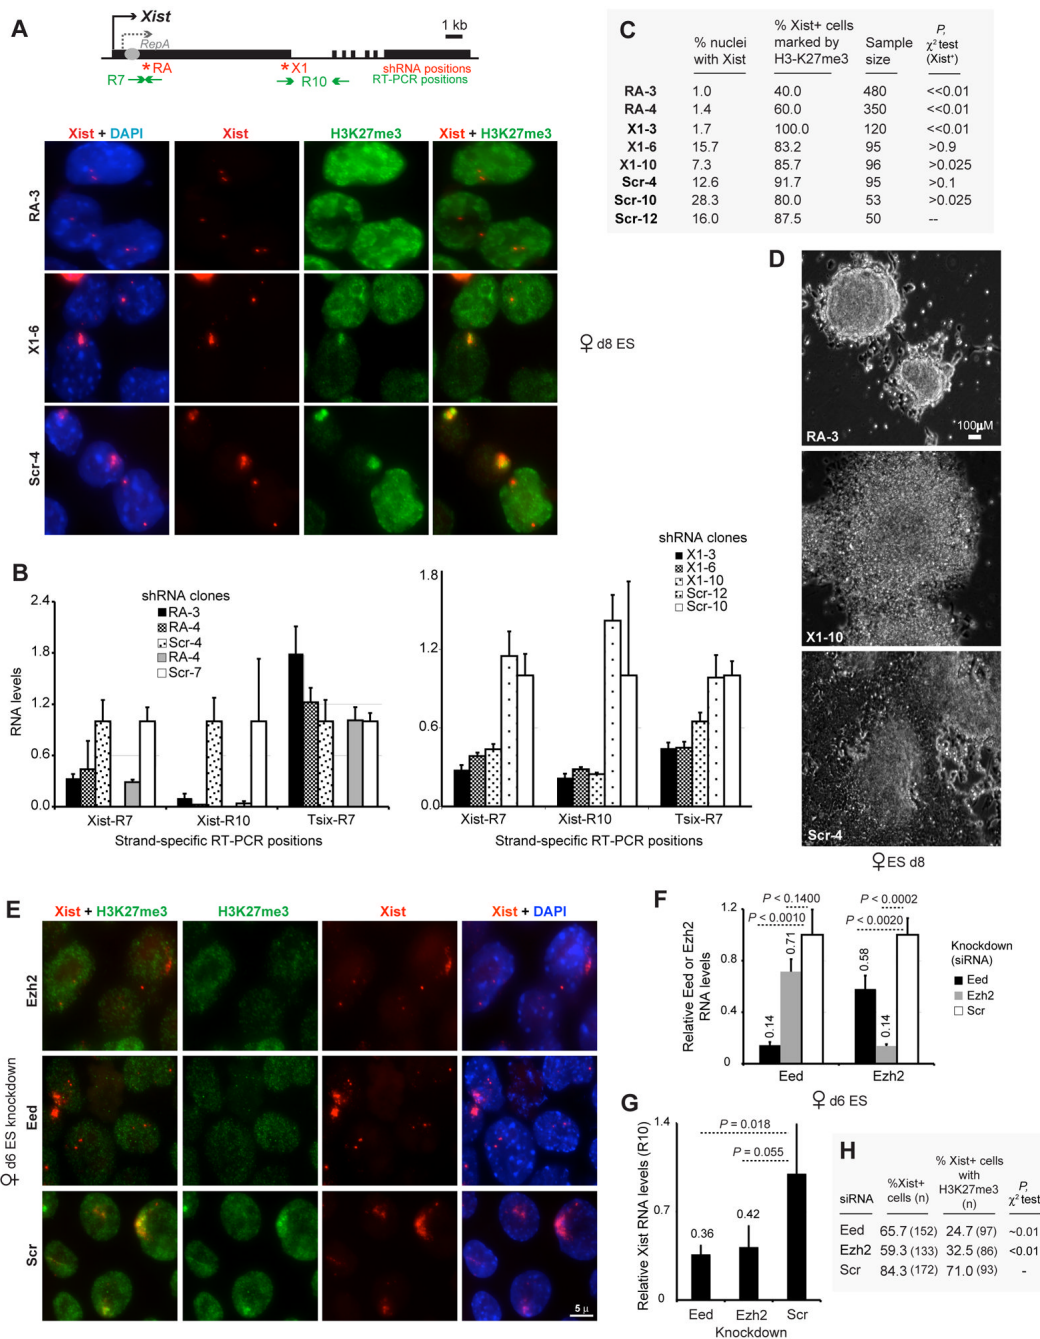 A
Xist
1 kb
RepA
RA
X1
shRNA positions
R7
R10
RT-PCR positions
Xist + DAPI
Xist
H3K27me3
Xist + H3K27me3
RA-3
X1-6
Scr-4
♀ d8 ES
B
shRNA clones
RA-3
RA-4
Scr-4
RA-4
Scr-7
RNA levels
2.4
1.8
1.2
0.6
0.0
Xist-R7 Xist-R10 Tsix-R7
Strand-specific RT-PCR positions
shRNA clones
X1-3
X1-6
X1-10
Scr-12
Scr-10
1.8
1.2
0.6
0.0
Xist-R7 Xist-R10 Tsix-R7
Strand-specific RT-PCR positions
C
% nuclei with Xist
% Xist+ cells marked by H3-K27me3
Sample size
P, χ² test (Xist⁺)
RA-3 1.0 40.0 480 <<0.01
RA-4 1.4 60.0 350 <<0.01
X1-3 1.7 100.0 120 <<0.01
X1-6 15.7 83.2 95 >0.9
X1-10 7.3 85.7 96 >0.025
Scr-4 12.6 91.7 95 >0.1
Scr-10 28.3 80.0 53 >0.025
Scr-12 16.0 87.5 50 --
D
100µM
RA-3
X1-10
Scr-4
♀ES d8
E
Xist + H3K27me3
H3K27me3
Xist
Xist + DAPI
Ezh2
Eed
Scr
♀ d6 ES knockdown
5 µ
F
P < 0.1400
P < 0.0002
P < 0.0010
P < 0.0020
Relative Eed or Ezh2
RNA levels
1.2
0.8
0.4
0
0.14
0.71
0.58
0.14
Eed Ezh2
Knockdown
(siRNA)
Eed
Ezh2
Scr
♀ d6 ES
G
Relative Xist RNA levels (R10)
1.4
0.7
0
P = 0.018
P = 0.055
0.36
0.42
Eed Ezh2 Scr
Knockdown
H
siRNA
%Xist+ cells (n)
% Xist+ cells with H3K27me3 (n)
P, χ² test
Eed 65.7 (152) 24.7 (97) ~0.01
Ezh2 59.3 (133) 32.5 (86) <0.01
Scr 84.3 (172) 71.0 (93) -